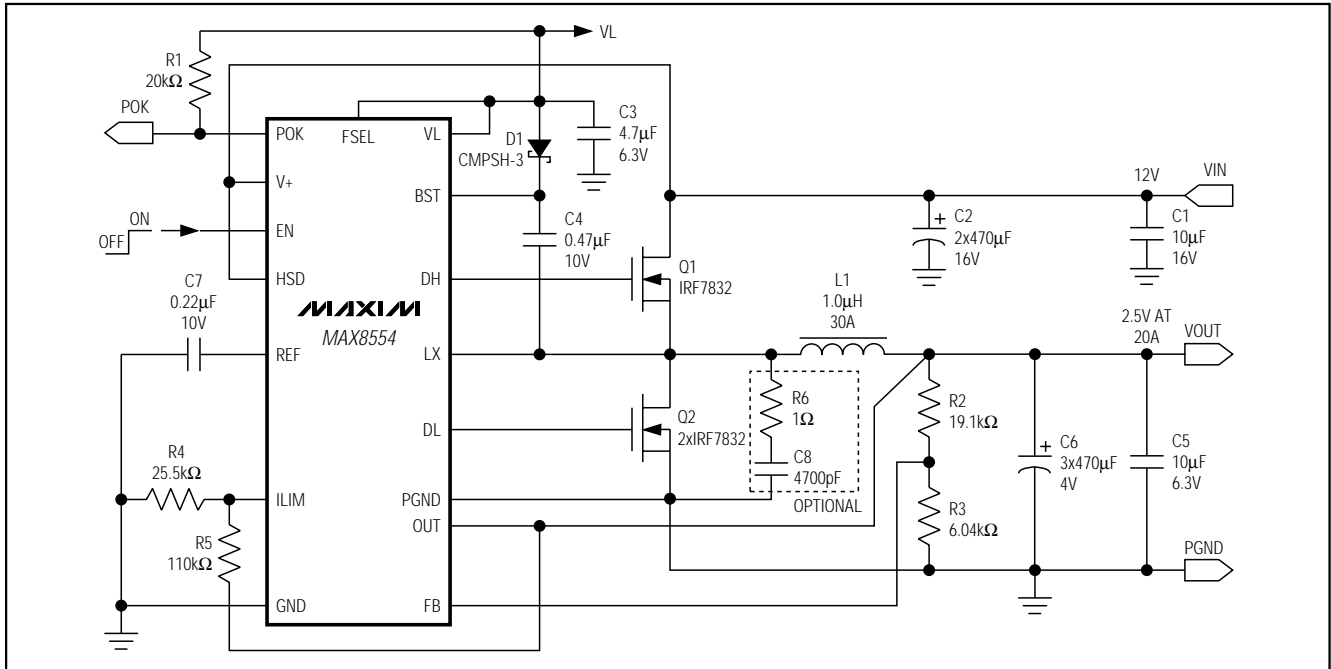 VL
R1
20kΩ
POK
POK
FSEL
VL
D1
CMPSH-3
C3
4.7µF
6.3V
V+
BST
12V
VIN
ON
OFF
EN
C4
0.47µF
10V
C2
2x470µF
16V
C1
10µF
16V
HSD
DH
Q1
IRF7832
C7
0.22µF
10V
MAXIM
MAX8554
L1
1.0µH
30A
2.5V AT
20A
VOUT
REF
LX
R6
1Ω
R2
19.1kΩ
DL
Q2
2xIRF7832
C8
4700pF
OPTIONAL
+
C6
3x470µF
4V
C5
10µF
6.3V
R4
25.5kΩ
ILIM
PGND
OUT
R3
6.04kΩ
R5
110kΩ
PGND
GND
FB